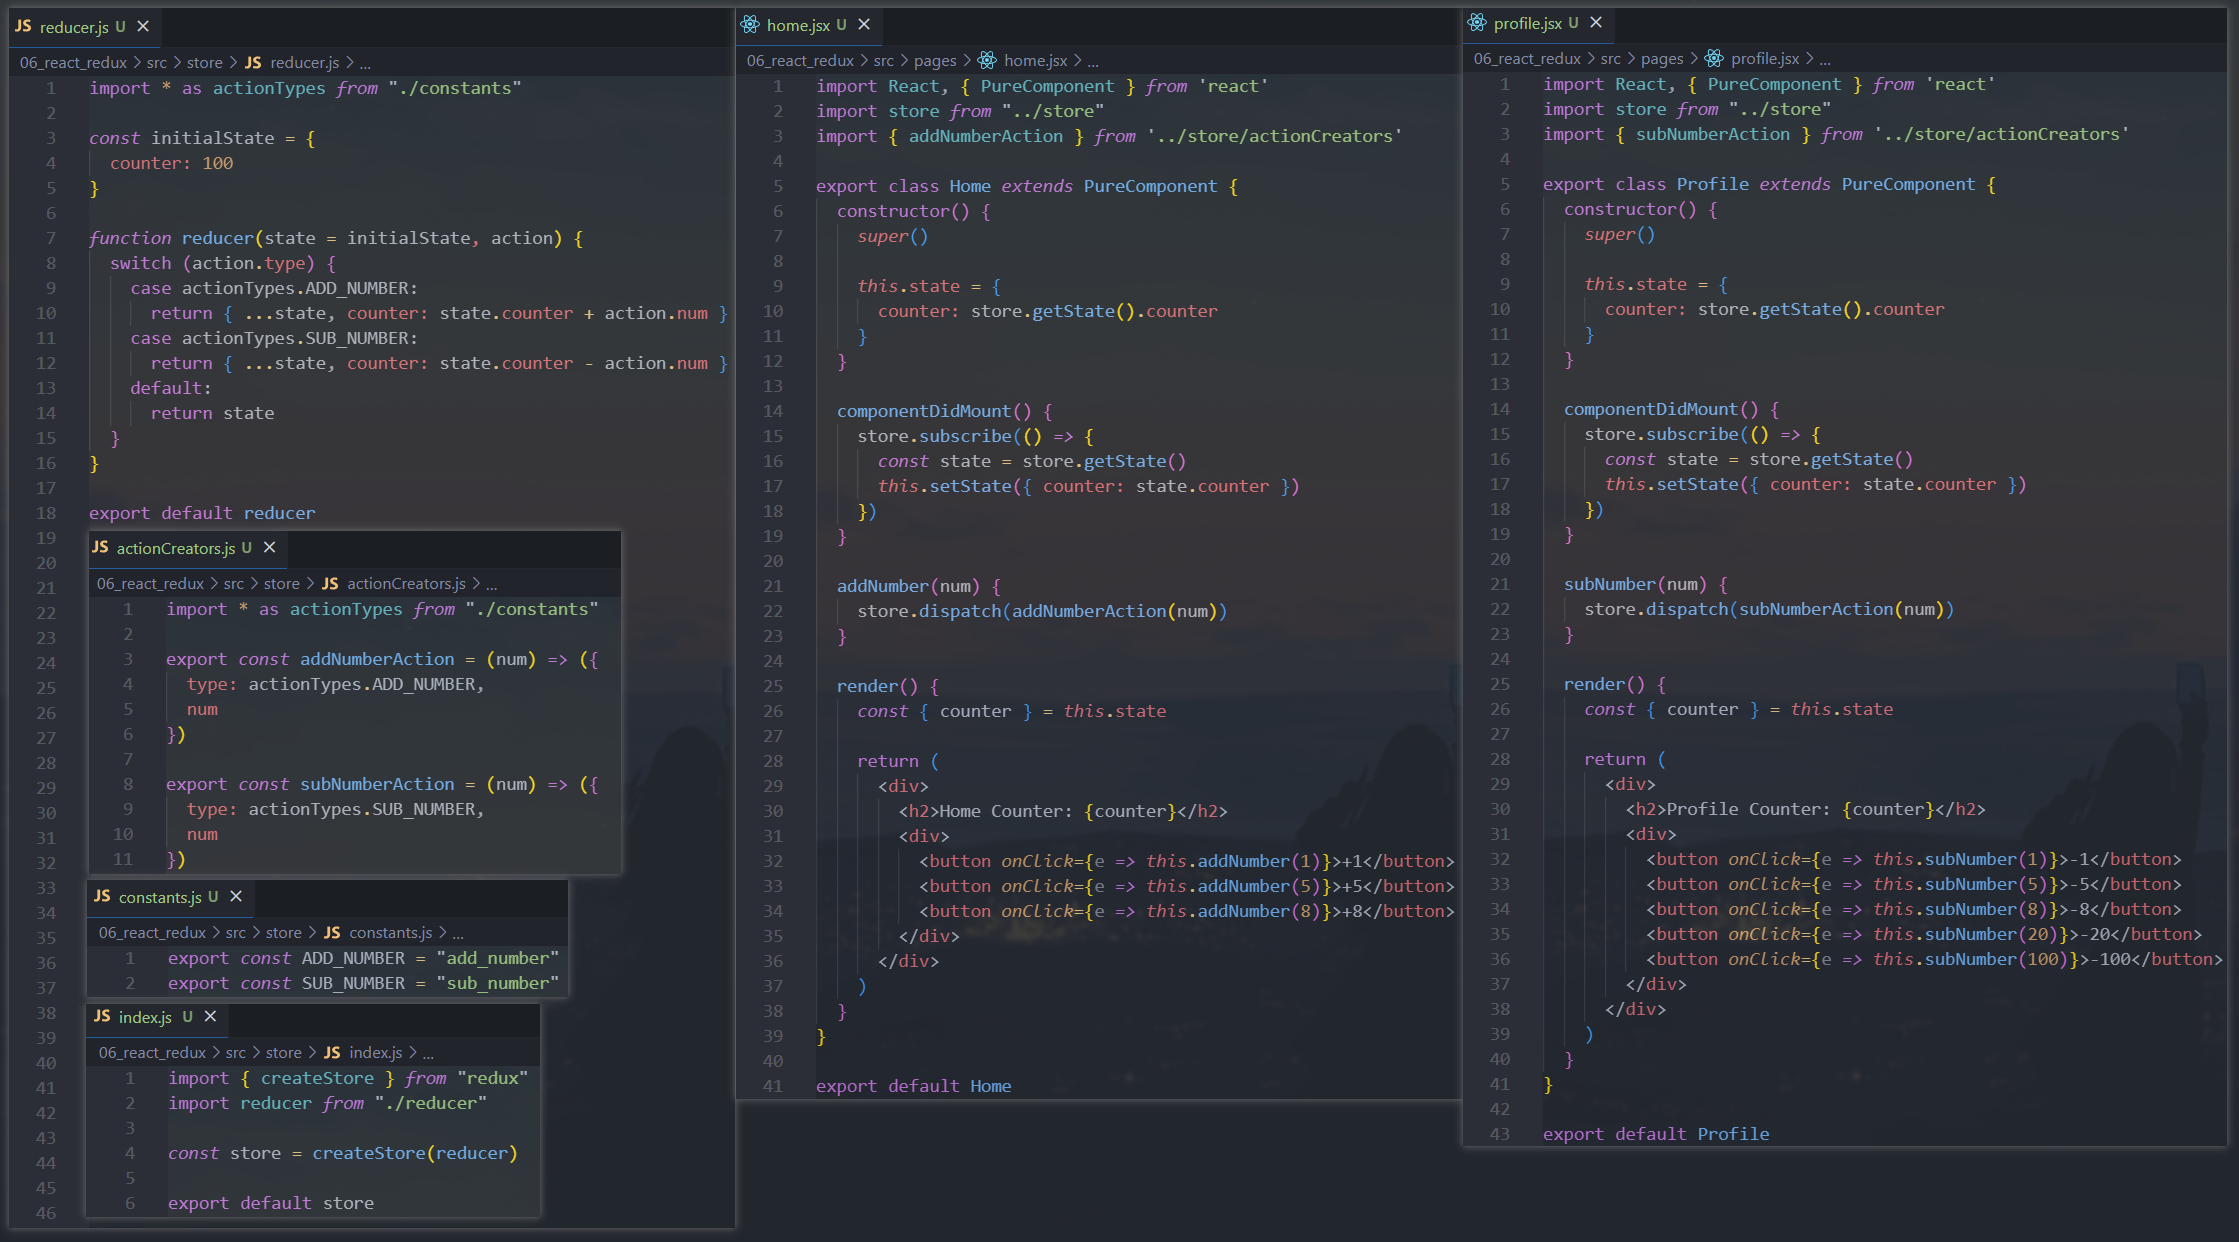 JS reducer.js U ×
06_react_redux > src > store > JS reducer.js > ...
1 import * as actionTypes from "./constants"
2
3 const initialState = {
4   counter: 100
5 }
6
7 function reducer(state = initialState, action) {
8   switch (action.type) {
9     case actionTypes.ADD_NUMBER:
10       return { ...state, counter: state.counter + action.num }
11     case actionTypes.SUB_NUMBER:
12       return { ...state, counter: state.counter - action.num }
13     default:
14       return state
15   }
16 }
17
18 export default reducer
19
20
21
22
23
24
25
26
27
28
29
30
31
32
33
34
35
36
37
38
39
40
41
42
43
44
45
46
JS actionCreators.js U ×
06_react_redux > src > store > JS actionCreators.js > ...
1 import * as actionTypes from "./constants"
2
3 export const addNumberAction = (num) => ({
4   type: actionTypes.ADD_NUMBER,
5   num
6 })
7
8 export const subNumberAction = (num) => ({
9   type: actionTypes.SUB_NUMBER,
10   num
11 })
JS constants.js U ×
06_react_redux > src > store > JS constants.js > ...
1 export const ADD_NUMBER = "add_number"
2 export const SUB_NUMBER = "sub_number"
JS index.js U ×
06_react_redux > src > store > JS index.js > ...
1 import { createStore } from "redux"
2 import reducer from "./reducer"
3
4 const store = createStore(reducer)
5
6 export default store
home.jsx U ×
06_react_redux > src > pages > home.jsx > ...
1 import React, { PureComponent } from 'react'
2 import store from "../store"
3 import { addNumberAction } from '../store/actionCreators'
4
5 export class Home extends PureComponent {
6   constructor() {
7     super()
8
9     this.state = {
10       counter: store.getState().counter
11     }
12   }
13
14   componentDidMount() {
15     store.subscribe(() => {
16       const state = store.getState()
17       this.setState({ counter: state.counter })
18     })
19   }
20
21   addNumber(num) {
22     store.dispatch(addNumberAction(num))
23   }
24
25   render() {
26     const { counter } = this.state
27
28     return (
29       <div>
30         <h2>Home Counter: {counter}</h2>
31         <div>
32           <button onClick={e => this.addNumber(1)}>+1</button>
33           <button onClick={e => this.addNumber(5)}>+5</button>
34           <button onClick={e => this.addNumber(8)}>+8</button>
35         </div>
36       </div>
37     )
38   }
39 }
40
41 export default Home
profile.jsx U ×
06_react_redux > src > pages > profile.jsx > ...
1 import React, { PureComponent } from 'react'
2 import store from "../store"
3 import { subNumberAction } from '../store/actionCreators'
4
5 export class Profile extends PureComponent {
6   constructor() {
7     super()
8
9     this.state = {
10       counter: store.getState().counter
11     }
12   }
13
14   componentDidMount() {
15     store.subscribe(() => {
16       const state = store.getState()
17       this.setState({ counter: state.counter })
18     })
19   }
20
21   subNumber(num) {
22     store.dispatch(subNumberAction(num))
23   }
24
25   render() {
26     const { counter } = this.state
27
28     return (
29       <div>
30         <h2>Profile Counter: {counter}</h2>
31         <div>
32           <button onClick={e => this.subNumber(1)}>-1</button>
33           <button onClick={e => this.subNumber(5)}>-5</button>
34           <button onClick={e => this.subNumber(8)}>-8</button>
35           <button onClick={e => this.subNumber(20)}>-20</button>
36           <button onClick={e => this.subNumber(100)}>-100</button>
37         </div>
38       </div>
39     )
40   }
41 }
42
43 export default Profile